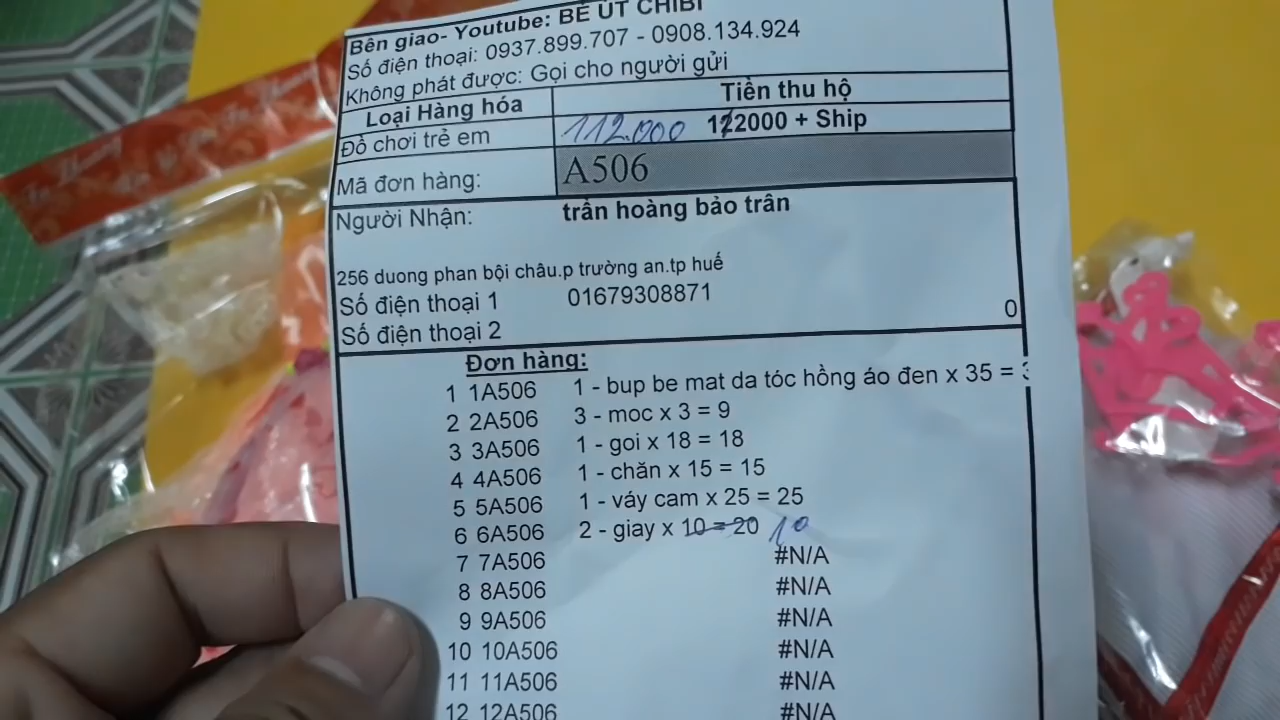 Bên giao- Youtube: BÉ ÚT CHIBI
Số điện thoại: 0937.899.707 - 0908.134.924
Không phát được: Gọi cho người gửi
Loại Hàng hóa Tiền thu hộ
Đồ chơi trẻ em 112.000 122000 + Ship
Mã đơn hàng: A506
Người Nhận: trần hoàng bảo trân
256 duong phan bội châu.p trường an.tp huế
Số điện thoại 1 01679308871
Số điện thoại 2 0
Đơn hàng:
1 1A506 1 - bup be mat da tóc hồng áo đen x 35 =
2 2A506 3 - moc x 3 = 9
3 3A506 1 - goi x 18 = 18
4 4A506 1 - chăn x 15 = 15
5 5A506 1 - váy cam x 25 = 25
6 6A506 2 - giay x 10 = 20 10
7 7A506 #N/A
8 8A506 #N/A
9 9A506 #N/A
10 10A506 #N/A
11 11A506 #N/A
12 12A506 #N/A